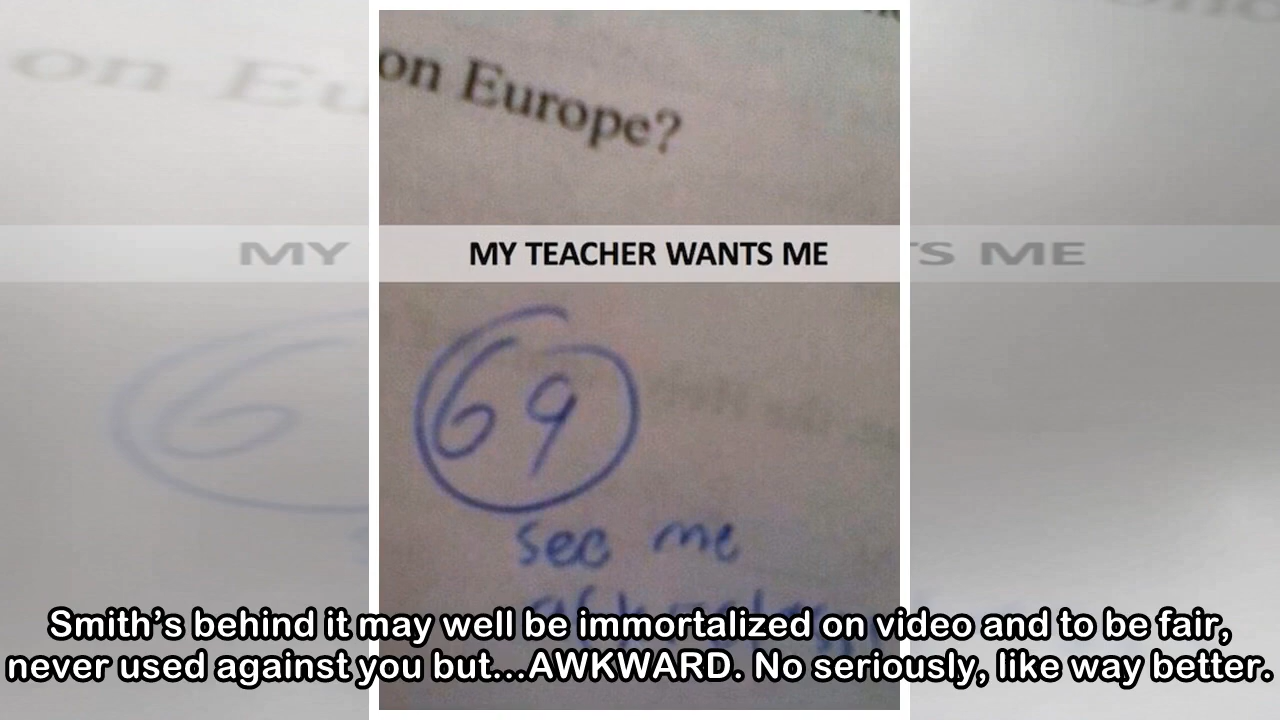 on Europe?
MY TEACHER WANTS ME
69
see me
Smith's behind it may well be immortalized on video and to be fair,
never used against you but...AWKWARD. No seriously, like way better.